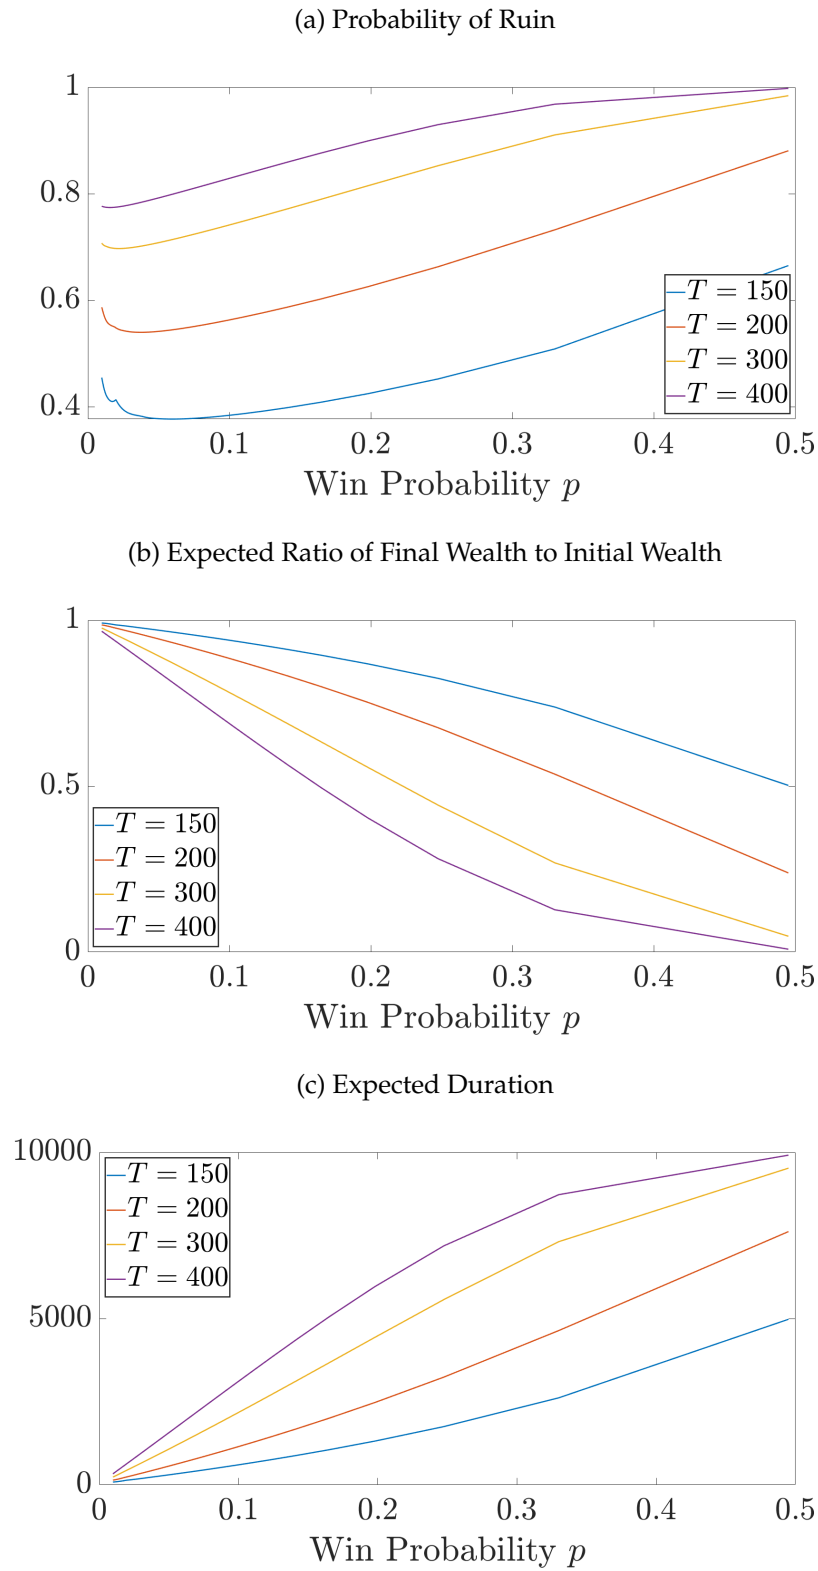 (a) Probability of Ruin
1
0.8
0.6
0.4
T = 150
T = 200
T = 300
T = 400
0 0.1 0.2 0.3 0.4 0.5
Win Probability p
(b) Expected Ratio of Final Wealth to Initial Wealth
1
0.5
0
T = 150
T = 200
T = 300
T = 400
0 0.1 0.2 0.3 0.4 0.5
Win Probability p
(c) Expected Duration
10000
5000
0
T = 150
T = 200
T = 300
T = 400
0 0.1 0.2 0.3 0.4 0.5
Win Probability p